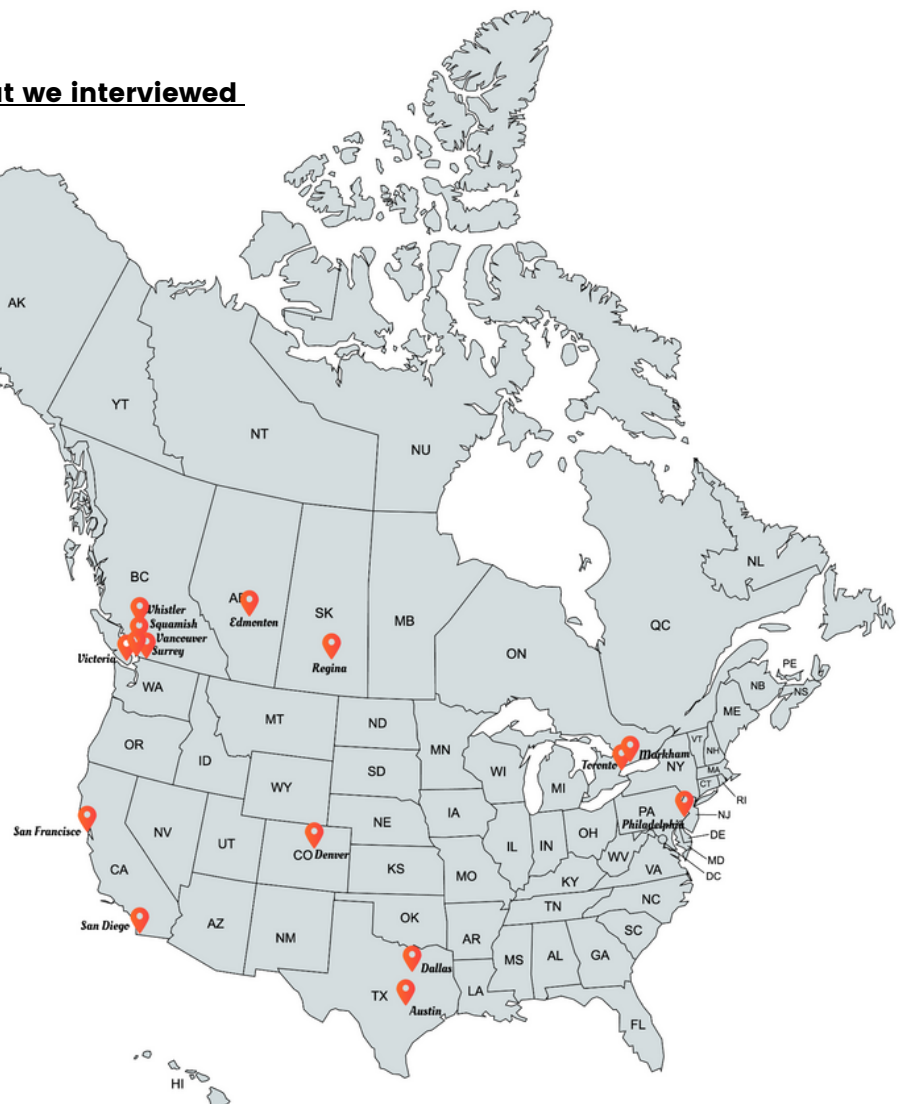 t we interviewed
AK
YT
NT
NU
BC
AB
SK
MB
ON
QC
NL
PE
NB
NS
Whistler
Squamish
Vancouver
Surrey
Victoria
Edmonton
Regina
WA
MT
ND
MN
ME
VT
NH
MA
CT
RI
NJ
DE
MD
DC
OR
ID
WY
SD
WI
MI
NY
Toronto
Markham
PA
Philadelphia
San Francisco
NV
UT
CO
Denver
NE
IA
IL
IN
OH
WV
VA
KS
MO
KY
CA
San Diego
AZ
NM
OK
AR
TN
NC
SC
MS
AL
GA
Dallas
TX
Austin
LA
FL
HI